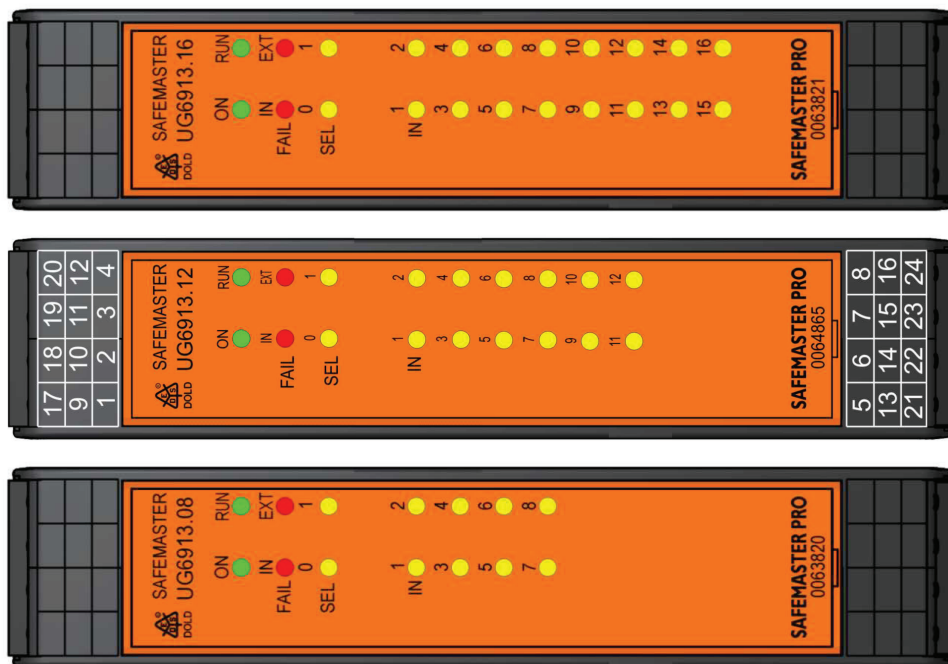 SAFEMASTER
DOLD UG6913.08
ON RUN
IN EXT
FAIL
0 1
SEL
1 2
IN
3 4
5 6
7 8
SAFEMASTER PRO
0063820
17 18 19 20
9 10 11 12
1 2 3 4
SAFEMASTER
DOLD UG6913.12
ON RUN
IN EXT
FAIL
0 1
SEL
1 2
IN
3 4
5 6
7 8
9 10
11 12
SAFEMASTER PRO
0064865
5 6 7 8
13 14 15 16
21 22 23 24
SAFEMASTER
DOLD UG6913.16
ON RUN
IN EXT
FAIL
0 1
SEL
1 2
IN
3 4
5 6
7 8
9 10
11 12
13 14
15 16
SAFEMASTER PRO
0063821